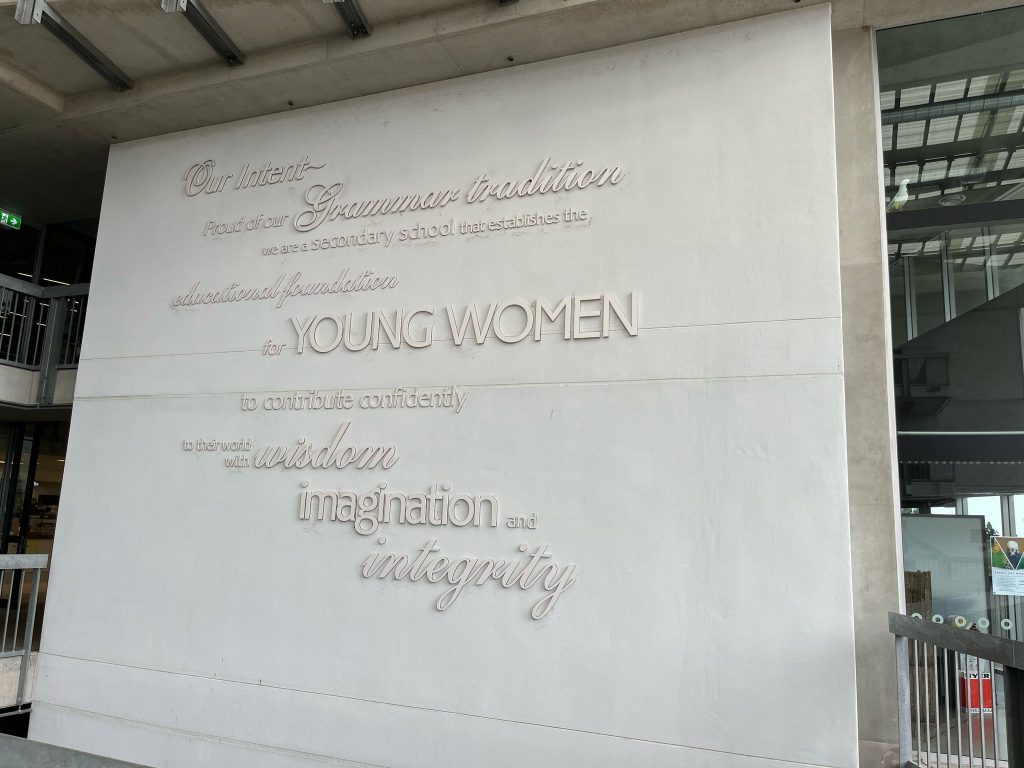 Our Intent
Proud of our Grammar tradition
we are a secondary school that establishes the
educational foundation
for YOUNG WOMEN
to contribute confidently
to their world
with wisdom
imagination and
integrity